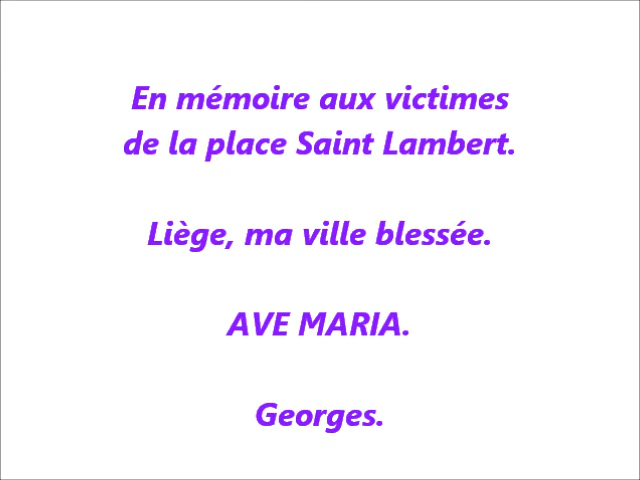 En mémoire aux victimes
de la place Saint Lambert.
Liège, ma ville blessée.
AVE MARIA.
Georges.